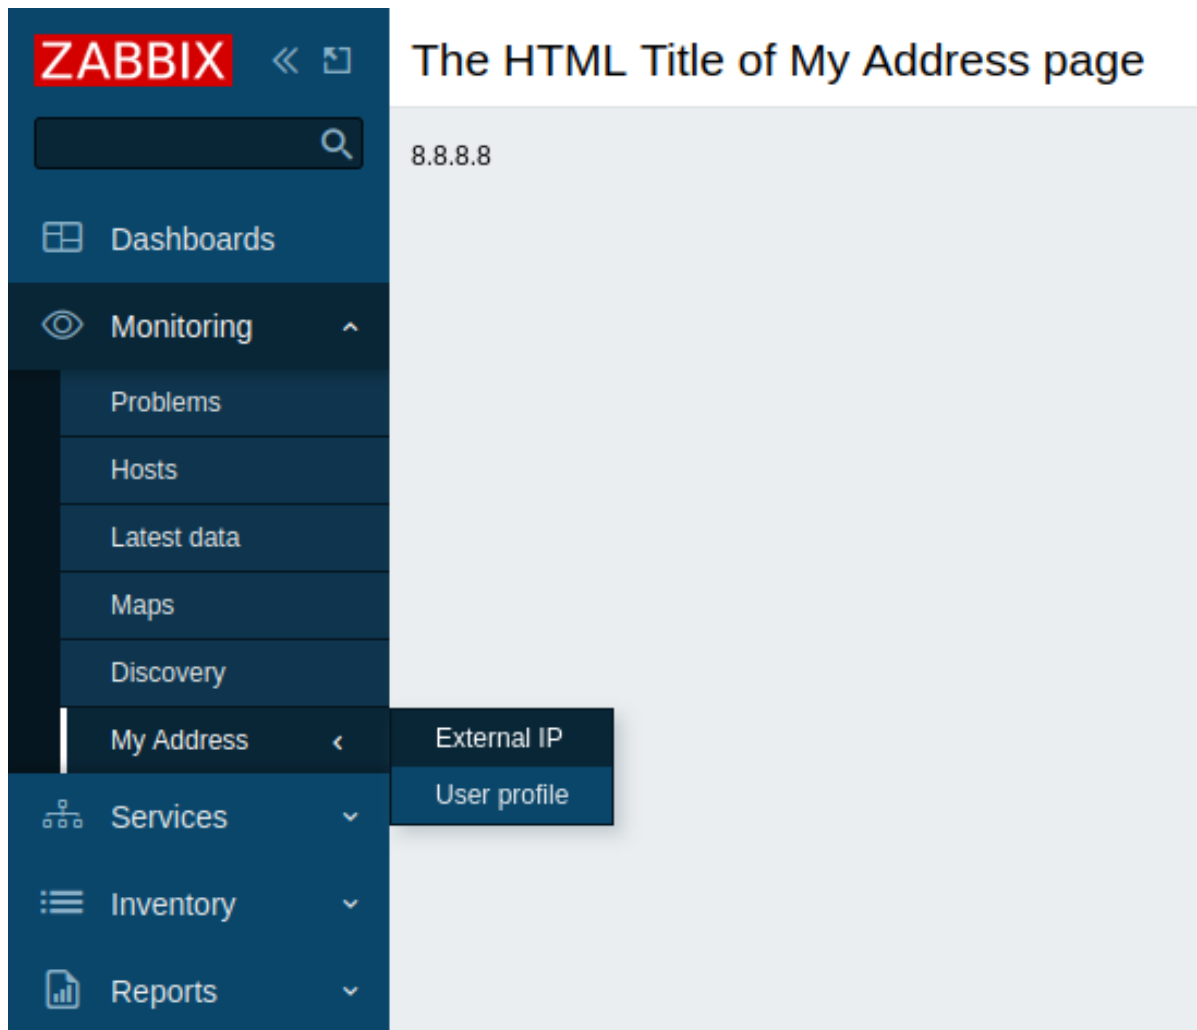 ZABBIX
The HTML Title of My Address page
8.8.8.8
Dashboards
Monitoring
Problems
Hosts
Latest data
Maps
Discovery
My Address
External IP
User profile
Services
Inventory
Reports